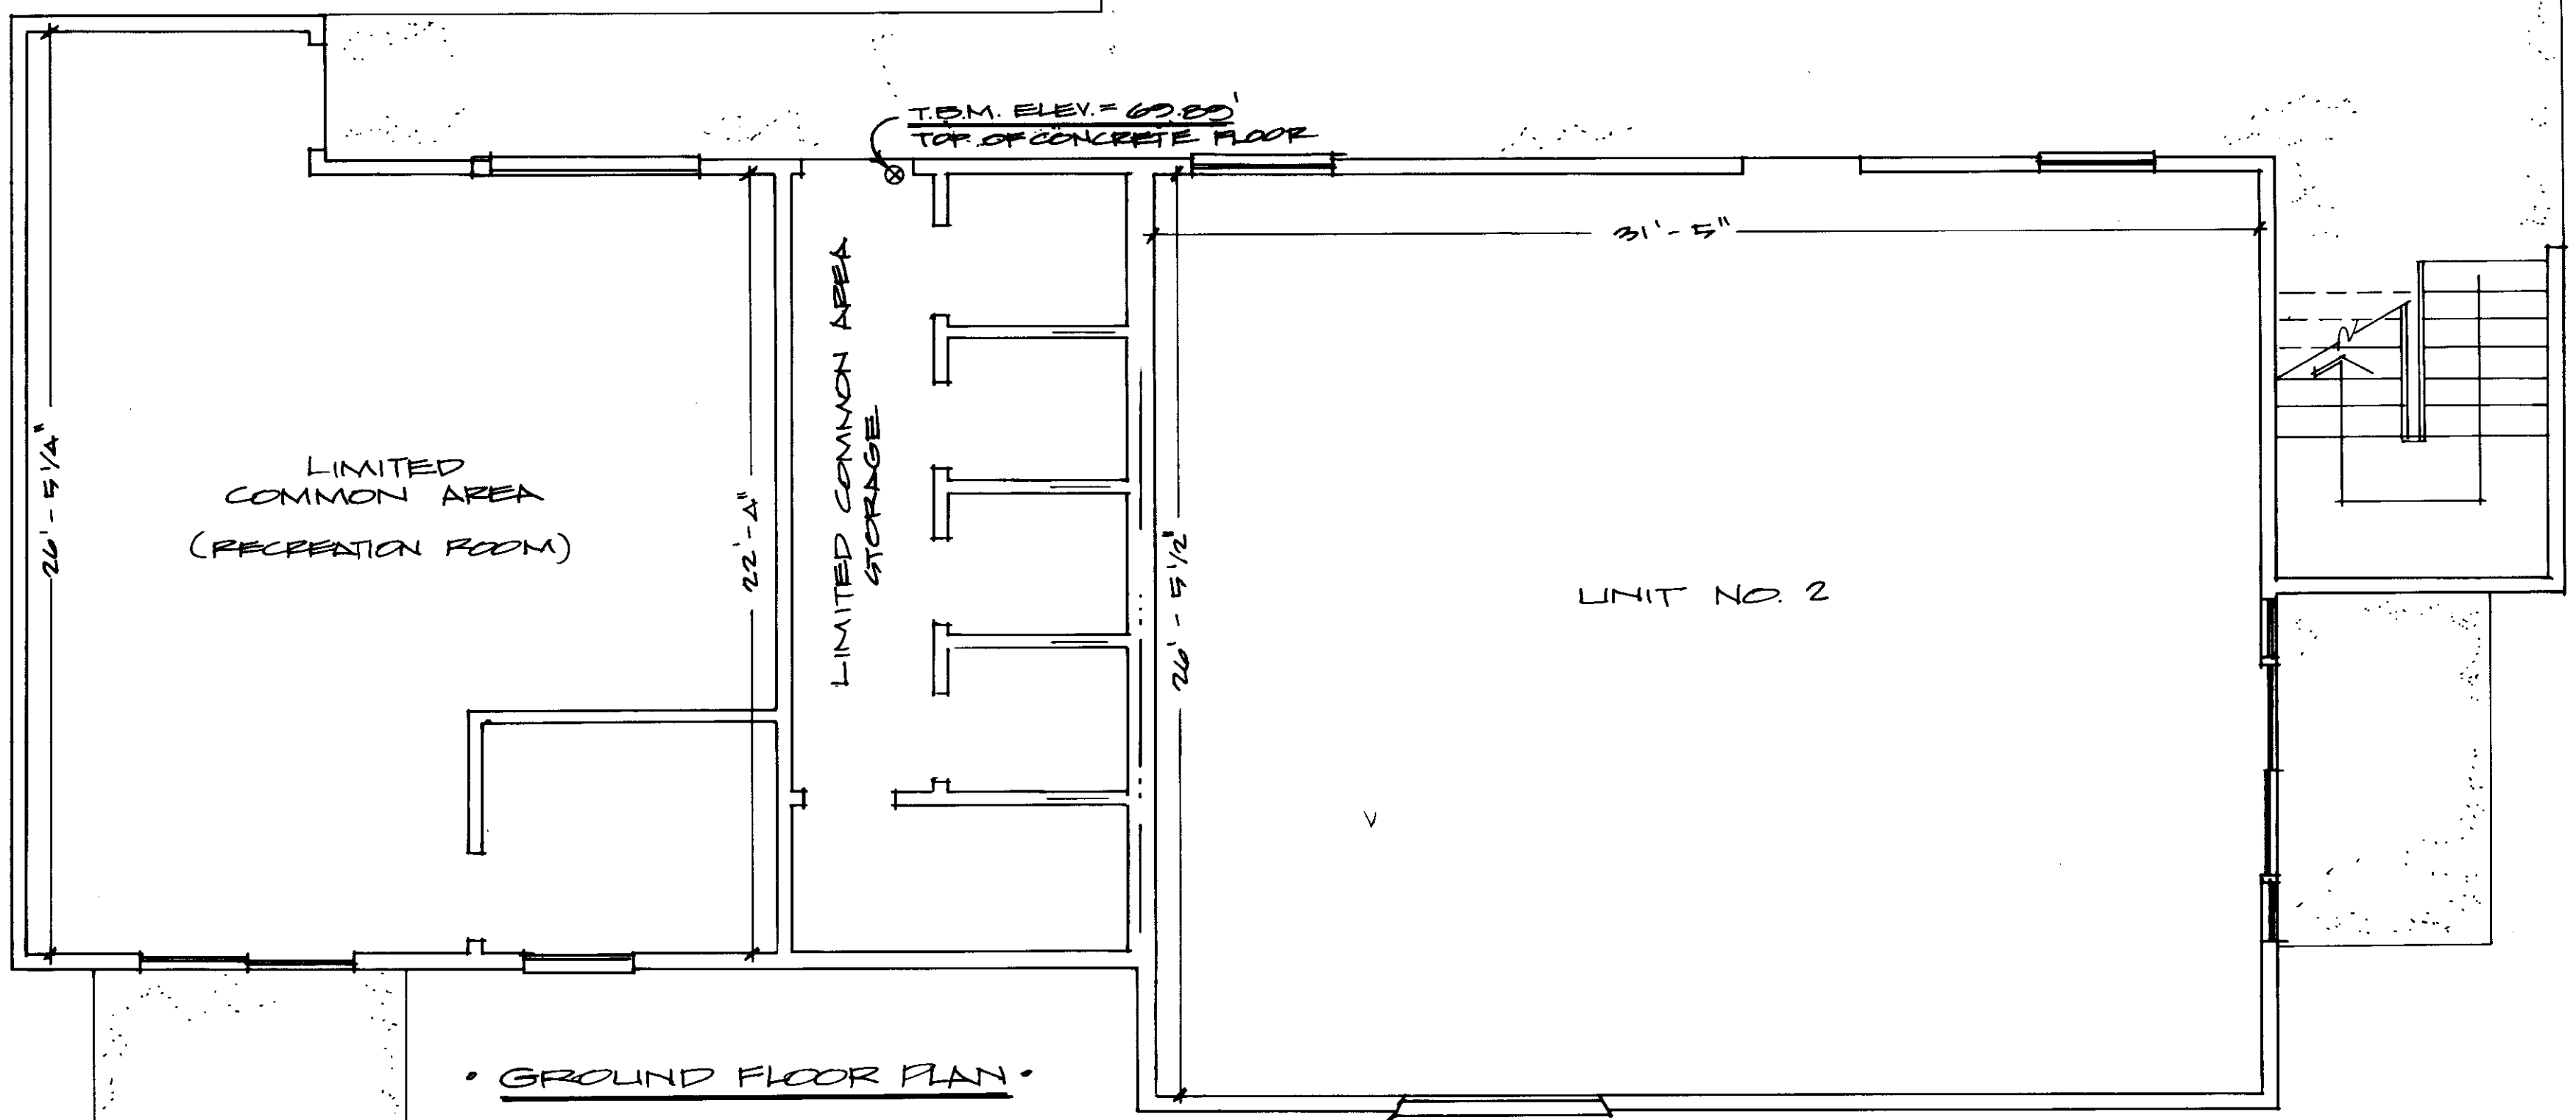 T.B.M. ELEV. = 69.89'
TOP OF CONCRETE FLOOR
31'-5"
26'-5 1/4"
LIMITED
COMMON AREA
(RECREATION ROOM)
22'-4"
LIMITED COMMON AREA
STORAGE
26'-5 1/2"
UNIT NO. 2
• GROUND FLOOR PLAN •